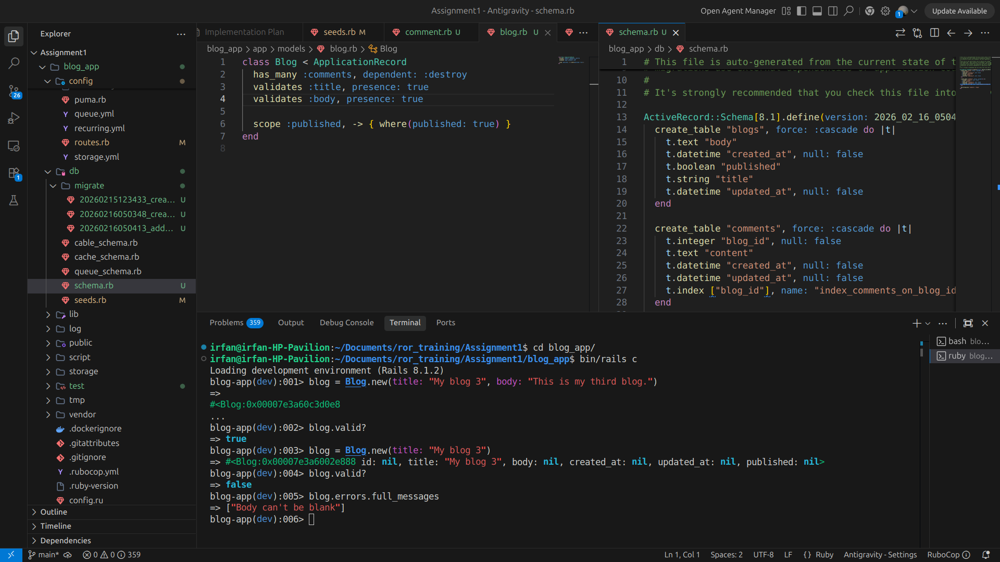 Assignment1 - Antigravity - schema.rb
Open Agent Manager
1
Update Available
Explorer
Assignment1
blog_app
config
puma.rb
queue.yml
recurring.yml
routes.rb M
storage.yml
db
migrate
20260215123433_crea... U
20260216050348_crea... U
20260216050413_add... U
cable_schema.rb
cache_schema.rb
queue_schema.rb
schema.rb U
seeds.rb M
lib
log
public
script
storage
test
tmp
vendor
.dockerignore
.gitattributes
.gitignore
.rubocop.yml
.ruby-version
config.ru
Outline
Timeline
Dependencies
26
1
Implementation Plan
seeds.rb M
comment.rb U
blog.rb U
blog_app > app > models > blog.rb > Blog
1 class Blog < ApplicationRecord
2 has_many :comments, dependent: :destroy
3 validates :title, presence: true
4 validates :body, presence: true
5
6 scope :published, -> { where(published: true) }
7 end
8
schema.rb U
blog_app > db > schema.rb
1 # This file is auto-generated from the current state of t
10 #
11 # It's strongly recommended that you check this file into
12
13 ActiveRecord::Schema[8.1].define(version: 2026_02_16_0504
14 create_table "blogs", force: :cascade do |t|
15 t.text "body"
16 t.datetime "created_at", null: false
17 t.boolean "published"
18 t.string "title"
19 t.datetime "updated_at", null: false
20 end
21
22 create_table "comments", force: :cascade do |t|
23 t.integer "blog_id", null: false
24 t.text "content"
25 t.datetime "created_at", null: false
26 t.datetime "updated_at", null: false
27 t.index ["blog_id"], name: "index_comments_on_blog_id
28 end
Problems 359
Output
Debug Console
Terminal
Ports
irfan@irfan-HP-Pavilion:~/Documents/ror_training/Assignment1$ cd blog_app/
irfan@irfan-HP-Pavilion:~/Documents/ror_training/Assignment1/blog_app$ bin/rails c
Loading development environment (Rails 8.1.2)
blog-app(dev):001> blog = Blog.new(title: "My blog 3", body: "This is my third blog.")
=>
#<Blog:0x00007e3a60c3d0e8
...
blog-app(dev):002> blog.valid?
=> true
blog-app(dev):003> blog = Blog.new(title: "My blog 3")
=> #<Blog:0x00007e3a6002e888 id: nil, title: "My blog 3", body: nil, created_at: nil, updated_at: nil, published: nil>
blog-app(dev):004> blog.valid?
=> false
blog-app(dev):005> blog.errors.full_messages
=> ["Body can't be blank"]
blog-app(dev):006>
bash blo...
ruby blog...
main*
0 0 359
Ln 1, Col 1
Spaces: 2
UTF-8
LF
{} Ruby
Antigravity - Settings
RuboCop